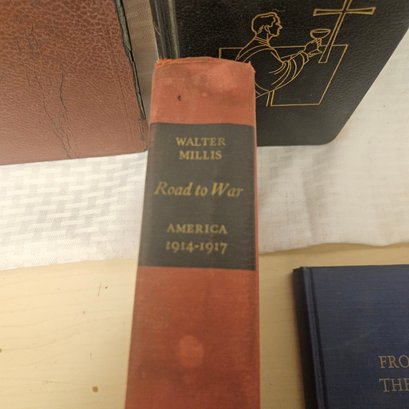 WALTER
MILLIS
Road to War
AMERICA
1914-1917
FRO
THE